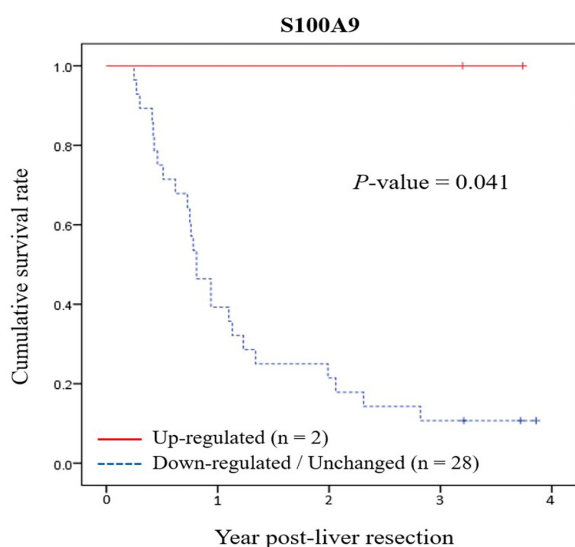 S100A9
1.0
0.8
0.6
0.4
0.2
0.0
Cumulative survival rate
P-value = 0.041
Up-regulated (n = 2)
Down-regulated / Unchanged (n = 28)
0 1 2 3 4
Year post-liver resection